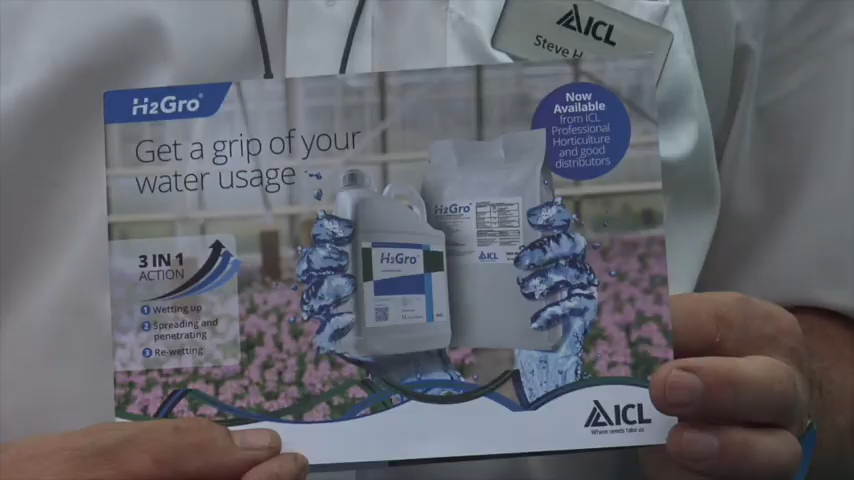 ICL
Steve H
H2Gro®
Now
Available
from ICL
Professional
Horticulture
and good
distributors
Get a grip of your
water usage
3 IN 1
ACTION
1 Wetting up
2 Spreading and
penetrating
3 Re-wetting
H2Gro
H2Gro
ICL
ICL
Where needs take us